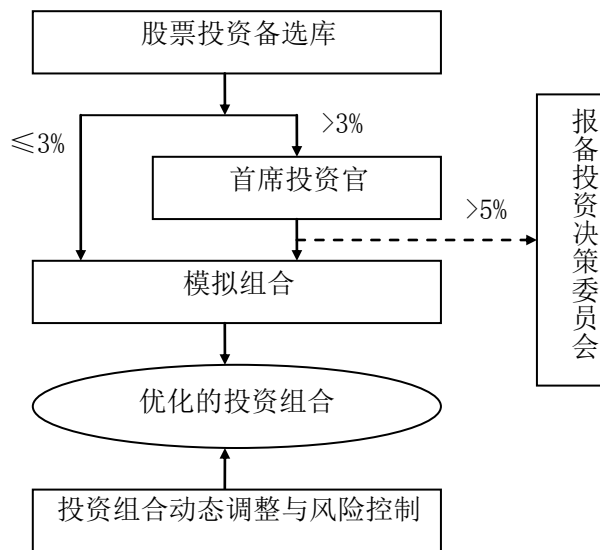 股票投资备选库
≤3%
>3%
首席投资官
>5%
报备投资决策委员会
模拟组合
优化的投资组合
投资组合动态调整与风险控制